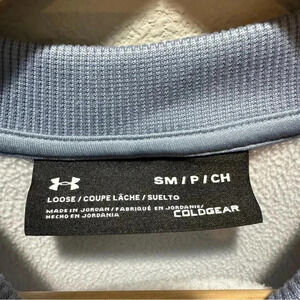 SM / P / CH
LOOSE / COUPE LÂCHE / SUELTO
MADE IN JORDAN / FABRIQUÉ EN JORDANIE /
HECHO EN JORDANIA
COLDGEAR